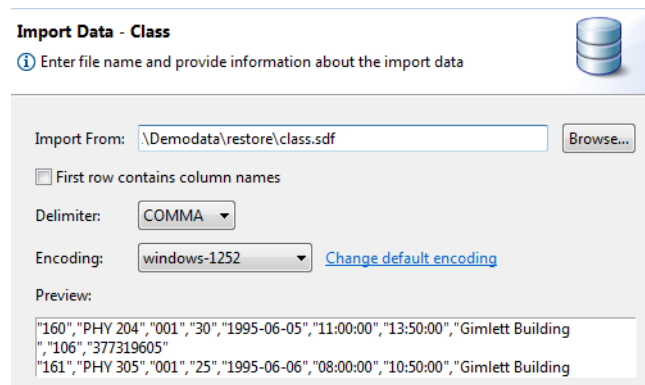 Import Data - Class
Enter file name and provide information about the import data
Import From: .\Demodata\restore\class.sdf Browse...
First row contains column names
Delimiter: COMMA
Encoding: windows-1252 Change default encoding
Preview:
"160","PHY 204","001","30","1995-06-05","11:00:00","13:50:00","Gimlett Building
","106","377319605"
"161","PHY 305","001","25","1995-06-06","08:00:00","10:50:00","Gimlett Building